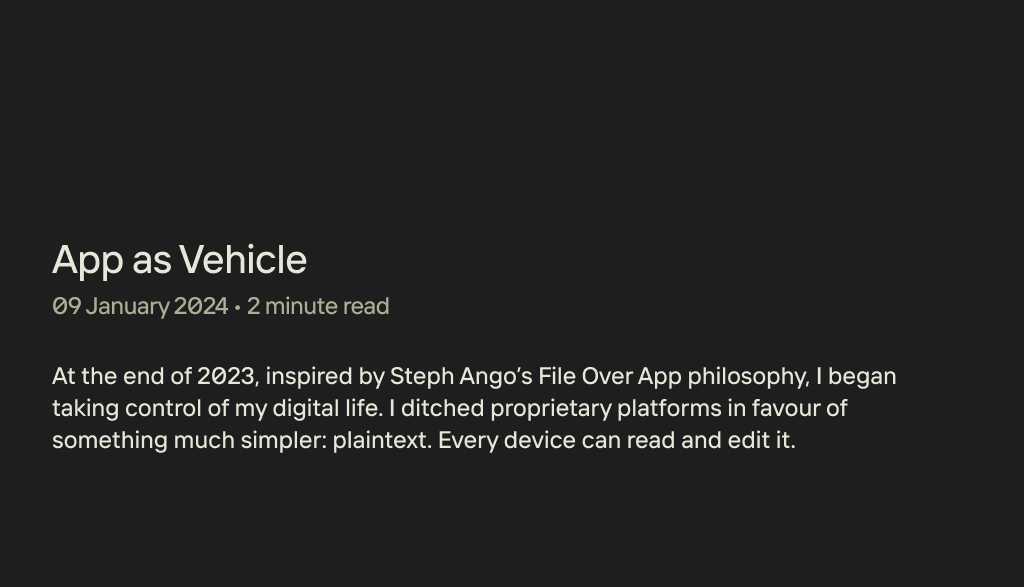 App as Vehicle
09 January 2024 • 2 minute read
At the end of 2023, inspired by Steph Ango’s File Over App philosophy, I began
taking control of my digital life. I ditched proprietary platforms in favour of
something much simpler: plaintext. Every device can read and edit it.